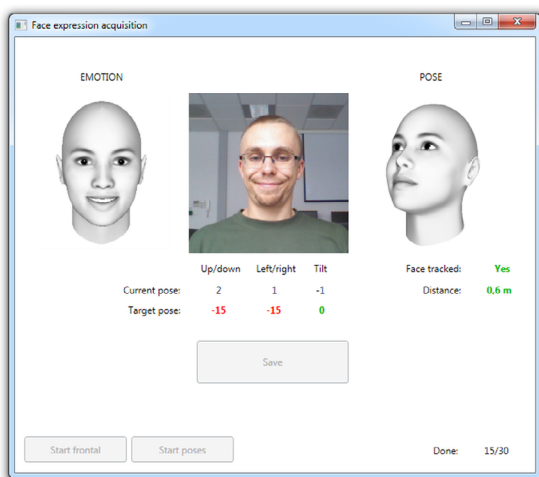 Face expression acquisition
EMOTION
POSE
Up/down Left/right Tilt
Current pose: 2 1 -1
Target pose: -15 -15 0
Face tracked: Yes
Distance: 0,6 m
Save
Start frontal
Start poses
Done: 15/30